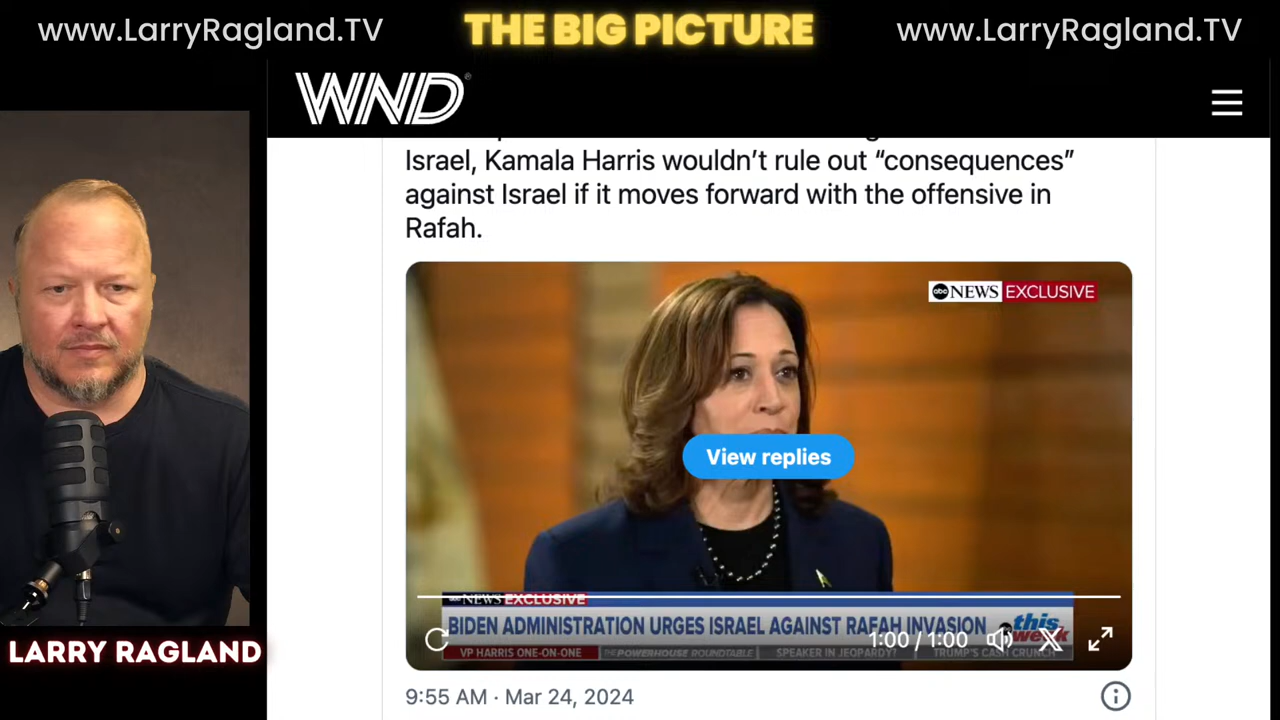 www.LarryRagland.TV
THE BIG PICTURE
www.LarryRagland.TV
WND
Israel, Kamala Harris wouldn’t rule out “consequences”
against Israel if it moves forward with the offensive in
Rafah.
abc NEWS EXCLUSIVE
View replies
abc NEWS EXCLUSIVE
BIDEN ADMINISTRATION URGES ISRAEL AGAINST RAFAH INVASION
this week
VP HARRIS ONE-ON-ONE
THE POWERHOUSE ROUNDTABLE
SPEAKER IN JEOPARDY?
TRUMP'S CASH CRUNCH
1:00 / 1:00
9:55 AM · Mar 24, 2024
LARRY RAGLAND